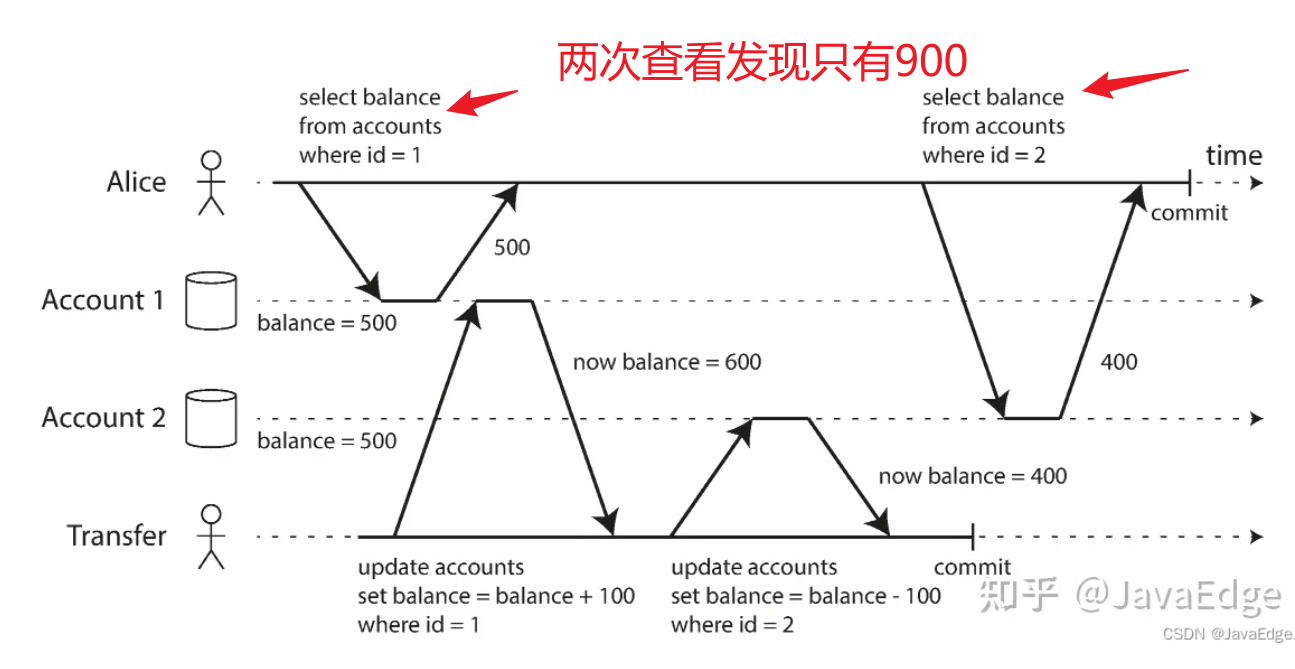 两次查看发现只有900
select balance
from accounts
where id = 1
select balance
from accounts
where id = 2
time
Alice
commit
500
Account 1
balance = 500
now balance = 600
400
Account 2
balance = 500
now balance = 400
Transfer
update accounts
set balance = balance + 100
where id = 1
update accounts
set balance = balance - 100
where id = 2
commit
知乎 @JavaEdge
CSDN @JavaEdge.